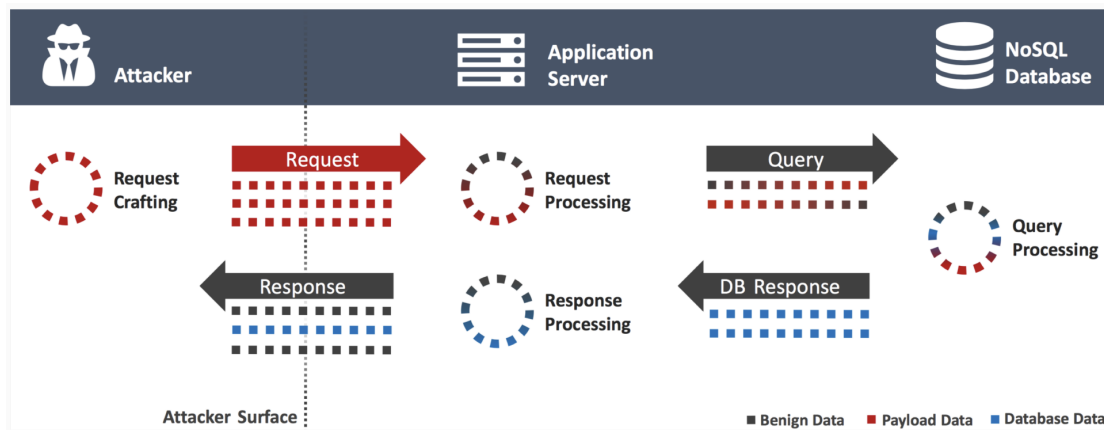 Attacker
Application
Server
NoSQL
Database
Request
Crafting
Request
Request
Processing
Query
Query
Processing
Response
Response
Processing
DB Response
Attacker Surface
Benign Data
Payload Data
Database Data